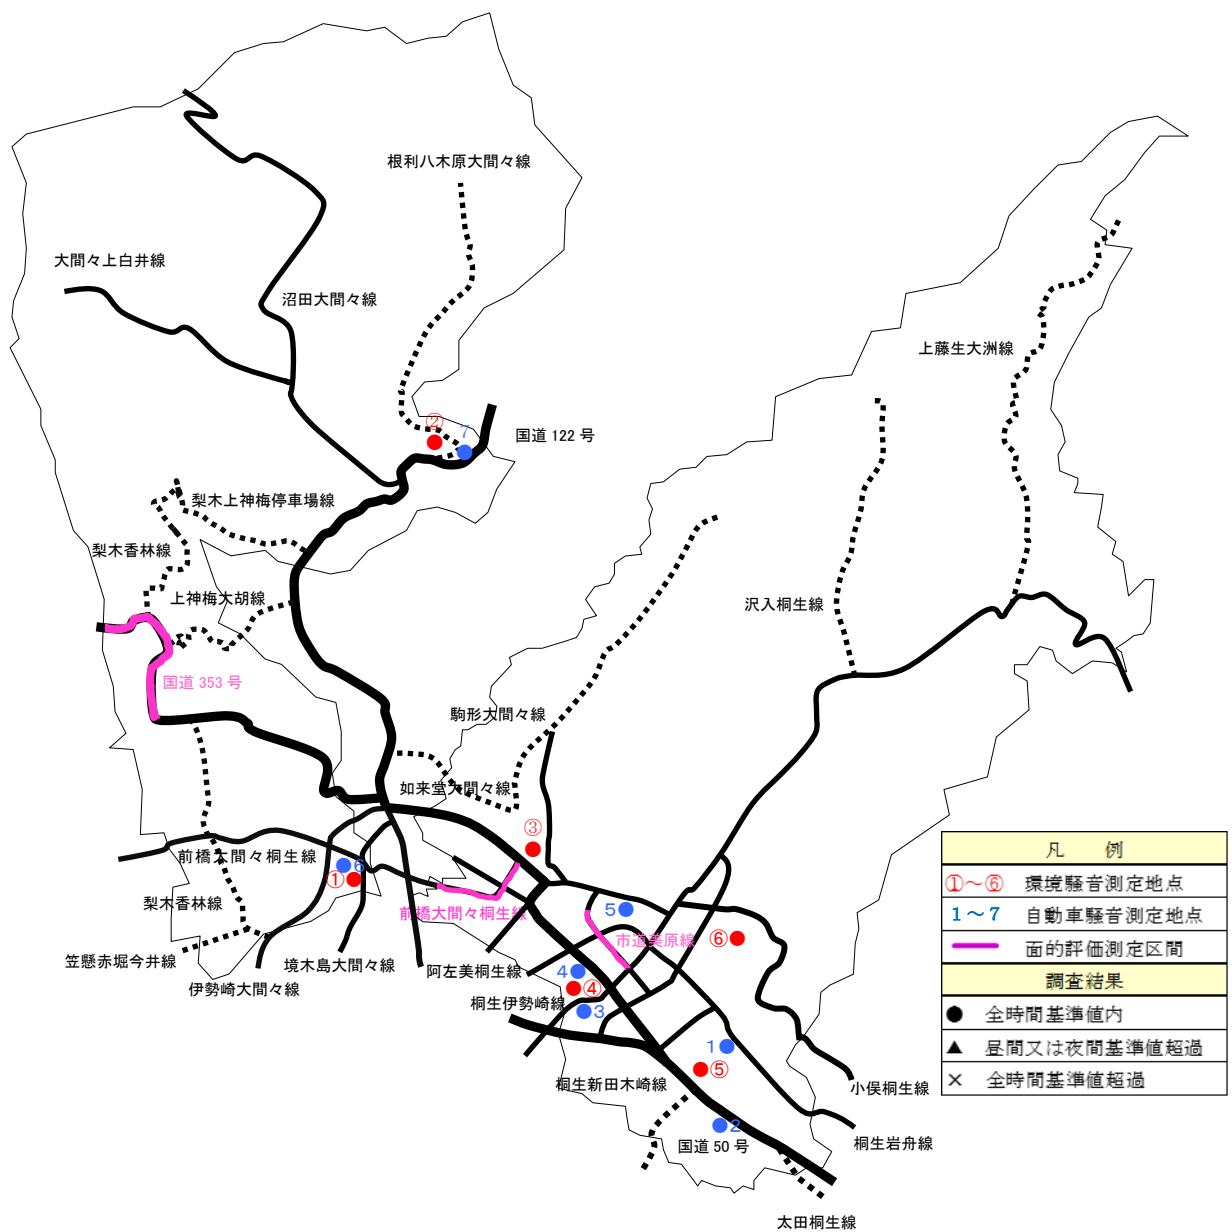 根利八木原大間々線
大間々上白井線
沼田大間々線
上藤生大洲線
②
7
国道 122 号
梨木上神梅停車場線
梨木香林線
上神梅大胡線
沢入桐生線
国道 353 号
駒形大間々線
如来堂大間々線
③
前橋大間々桐生線
6
①
梨木香林線
前橋大間々桐生線
5
市道美原線
⑥
笠懸赤堀今井線
境木島大間々線
伊勢崎大間々線
阿左美桐生線
4
④
桐生伊勢崎線
3
1
⑤
桐生新田木崎線
2
国道 50 号
小俣桐生線
桐生岩舟線
太田桐生線
凡 例
①～⑥ 環境騒音測定地点
1～7 自動車騒音測定地点
面的評価測定区間
調査結果
● 全時間基準値内
▲ 昼間又は夜間基準値超過
× 全時間基準値超過